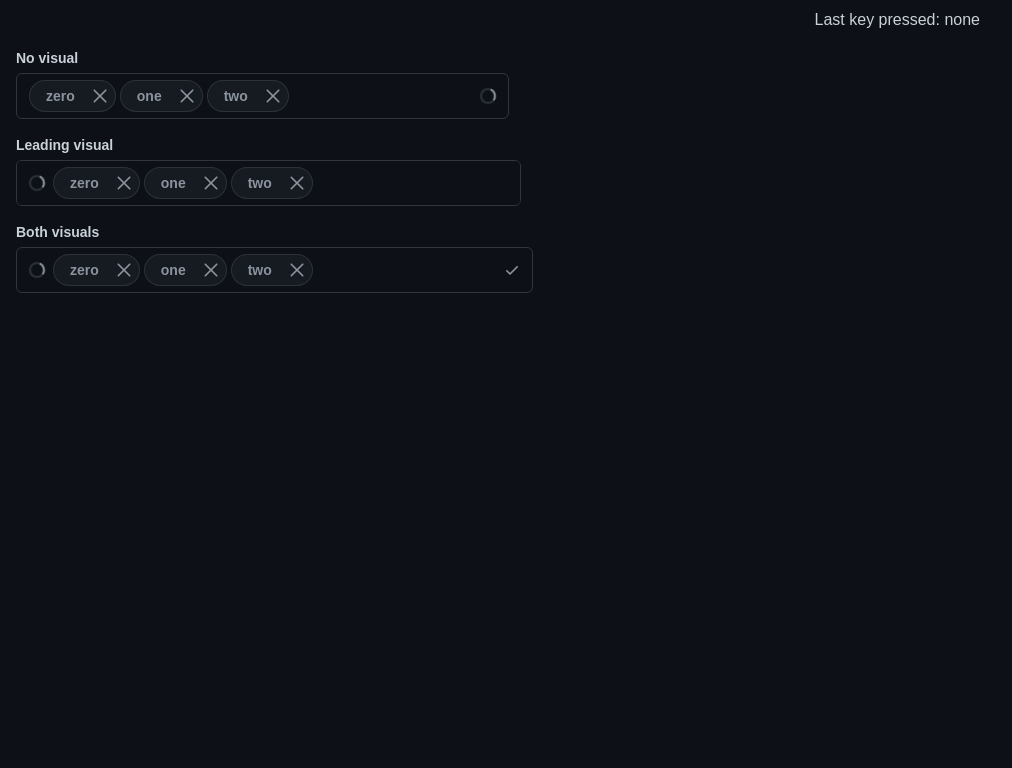 Last key pressed: none
No visual
zero one two
Leading visual
zero one two
Both visuals
zero one two